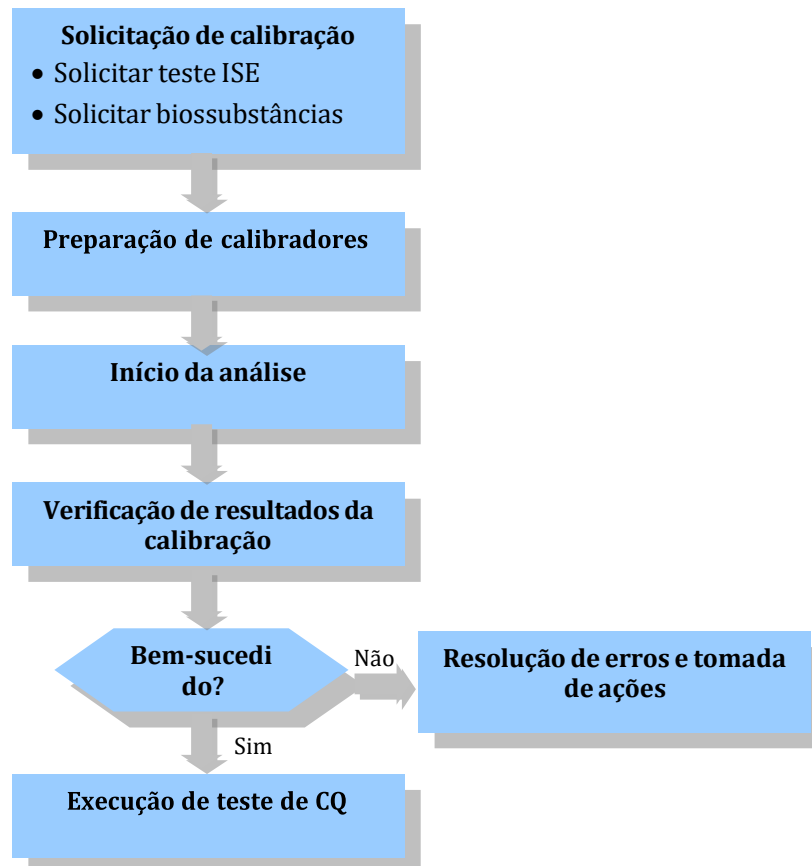 Solicitação de calibração
• Solicitar teste ISE
• Solicitar biossubstâncias
Preparação de calibradores
Início da análise
Verificação de resultados da
calibração
Bem-sucedi
do?
Não
Resolução de erros e tomada
de ações
Sim
Execução de teste de CQ